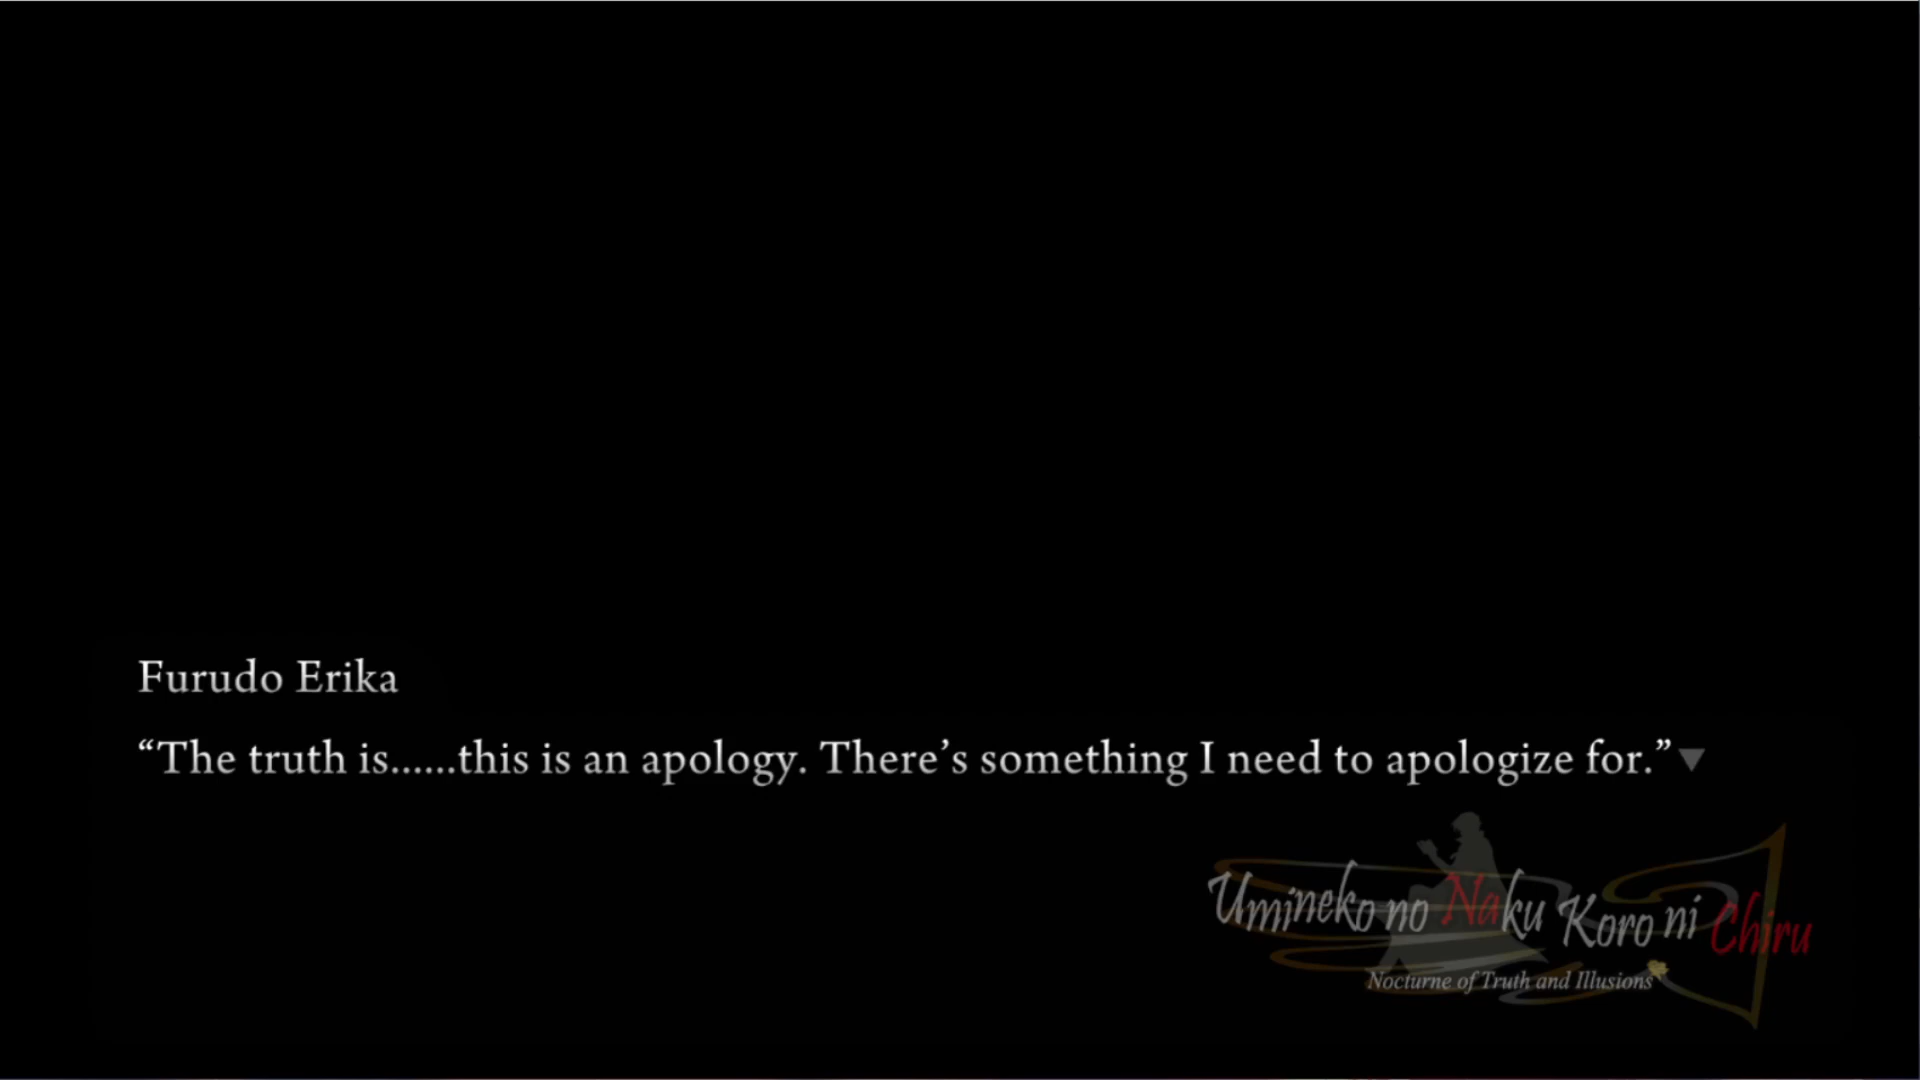 Furudo Erika
“The truth is......this is an apology. There’s something I need to apologize for.”
Umineko no Naku Koro ni Chiru
Nocturne of Truth and Illusions